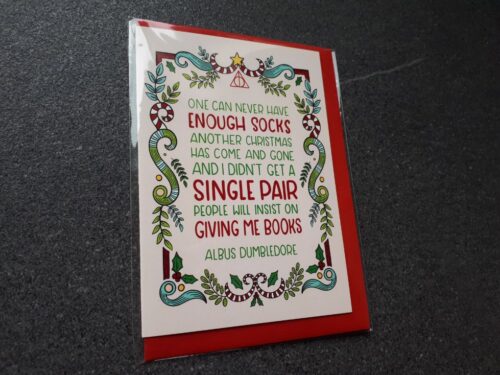 ONE CAN NEVER HAVE
ENOUGH SOCKS
ANOTHER CHRISTMAS
HAS COME AND GONE
AND I DIDN'T GET A
SINGLE PAIR
PEOPLE WILL INSIST ON
GIVING ME BOOKS
ALBUS DUMBLEDORE